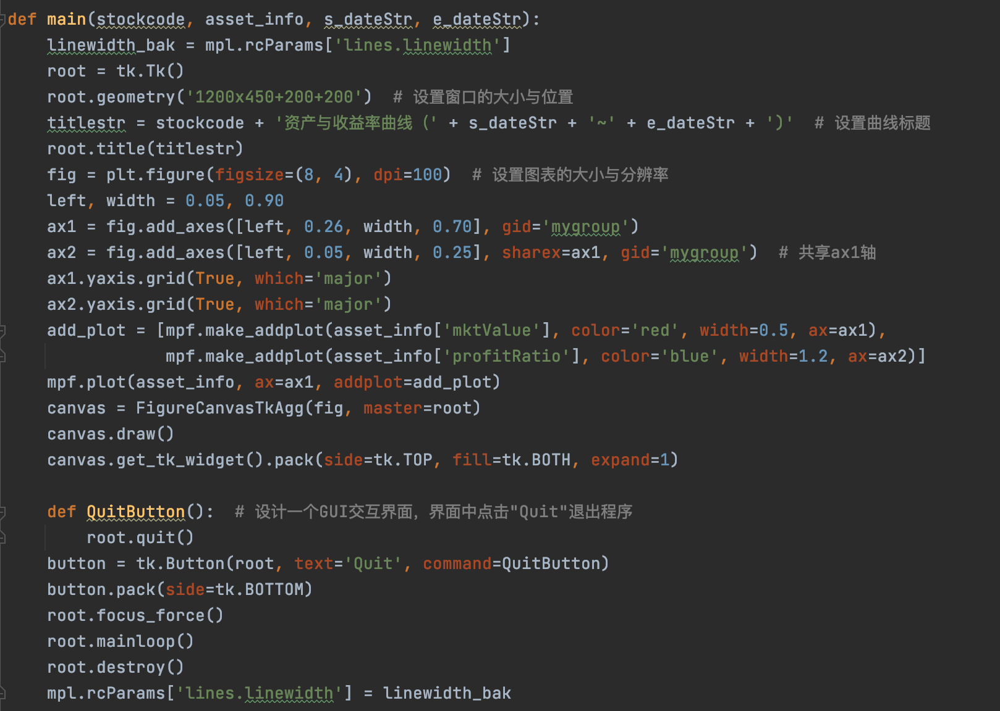 def main(stockcode, asset_info, s_dateStr, e_dateStr):
    linewidth_bak = mpl.rcParams['lines.linewidth']
    root = tk.Tk()
    root.geometry('1200x450+200+200')  # 设置窗口的大小与位置
    titlestr = stockcode + '资产与收益率曲线（' + s_dateStr + '~' + e_dateStr + ')'  # 设置曲线标题
    root.title(titlestr)
    fig = plt.figure(figsize=(8, 4), dpi=100)  # 设置图表的大小与分辨率
    left, width = 0.05, 0.90
    ax1 = fig.add_axes([left, 0.26, width, 0.70], gid='mygroup')
    ax2 = fig.add_axes([left, 0.05, width, 0.25], sharex=ax1, gid='mygroup')  # 共享ax1轴
    ax1.yaxis.grid(True, which='major')
    ax2.yaxis.grid(True, which='major')
    add_plot = [mpf.make_addplot(asset_info['mktValue'], color='red', width=0.5, ax=ax1),
                mpf.make_addplot(asset_info['profitRatio'], color='blue', width=1.2, ax=ax2)]
    mpf.plot(asset_info, ax=ax1, addplot=add_plot)
    canvas = FigureCanvasTkAgg(fig, master=root)
    canvas.draw()
    canvas.get_tk_widget().pack(side=tk.TOP, fill=tk.BOTH, expand=1)
    def QuitButton():  # 设计一个GUI交互界面，界面中点击"Quit"退出程序
        root.quit()
    button = tk.Button(root, text='Quit', command=QuitButton)
    button.pack(side=tk.BOTTOM)
    root.focus_force()
    root.mainloop()
    root.destroy()
    mpl.rcParams['lines.linewidth'] = linewidth_bak